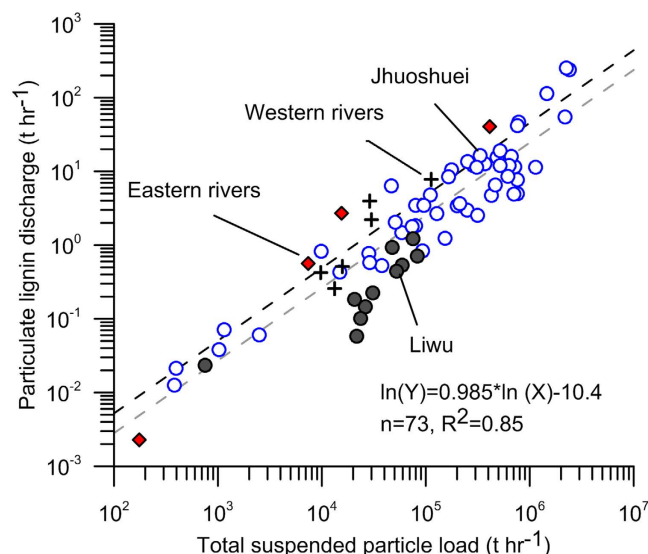 10³
10²
10¹
10⁰
10⁻¹
10⁻²
10⁻³
Particulate lignin discharge (t hr⁻¹)
Jhuoshuei
Western rivers
Eastern rivers
Liwu
ln(Y)=0.985*ln (X)-10.4
n=73, R²=0.85
10² 10³ 10⁴ 10⁵ 10⁶ 10⁷
Total suspended particle load (t hr⁻¹)